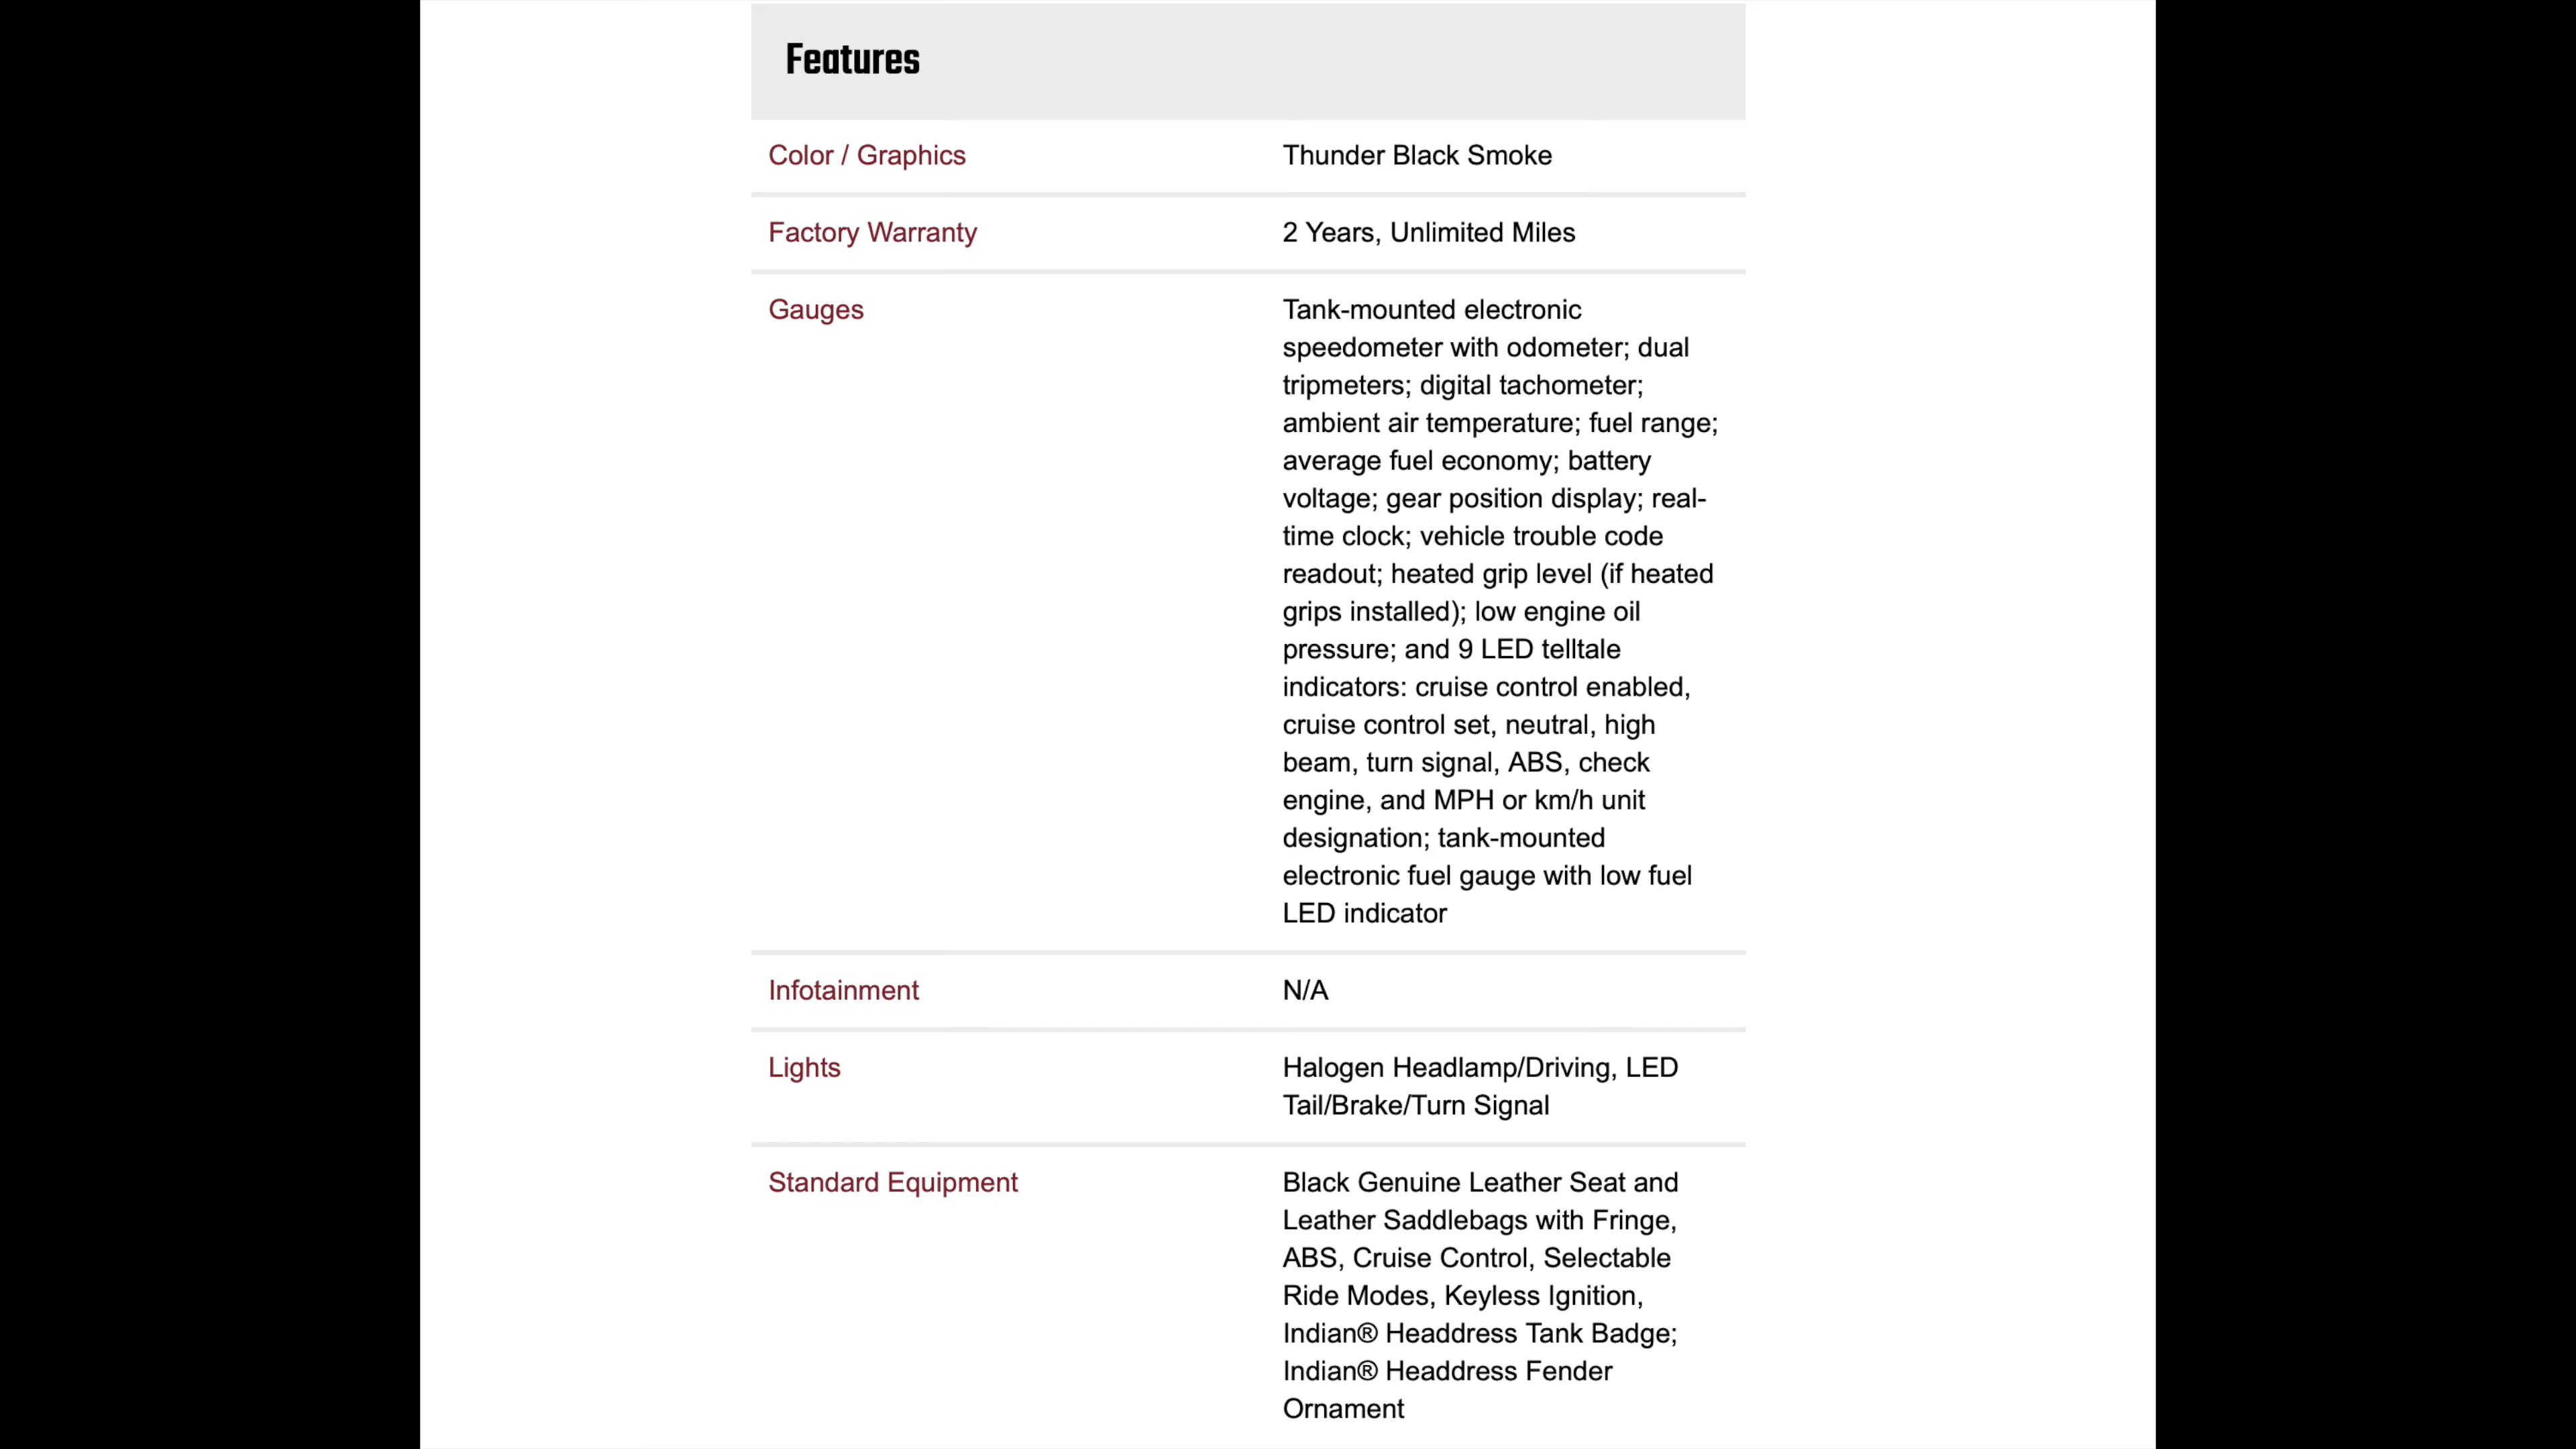 Features
Color / Graphics
Thunder Black Smoke
Factory Warranty
2 Years, Unlimited Miles
Gauges
Tank-mounted electronic
speedometer with odometer; dual
tripmeters; digital tachometer;
ambient air temperature; fuel range;
average fuel economy; battery
voltage; gear position display; real-
time clock; vehicle trouble code
readout; heated grip level (if heated
grips installed); low engine oil
pressure; and 9 LED telltale
indicators: cruise control enabled,
cruise control set, neutral, high
beam, turn signal, ABS, check
engine, and MPH or km/h unit
designation; tank-mounted
electronic fuel gauge with low fuel
LED indicator
Infotainment
N/A
Lights
Halogen Headlamp/Driving, LED
Tail/Brake/Turn Signal
Standard Equipment
Black Genuine Leather Seat and
Leather Saddlebags with Fringe,
ABS, Cruise Control, Selectable
Ride Modes, Keyless Ignition,
Indian® Headdress Tank Badge;
Indian® Headdress Fender
Ornament